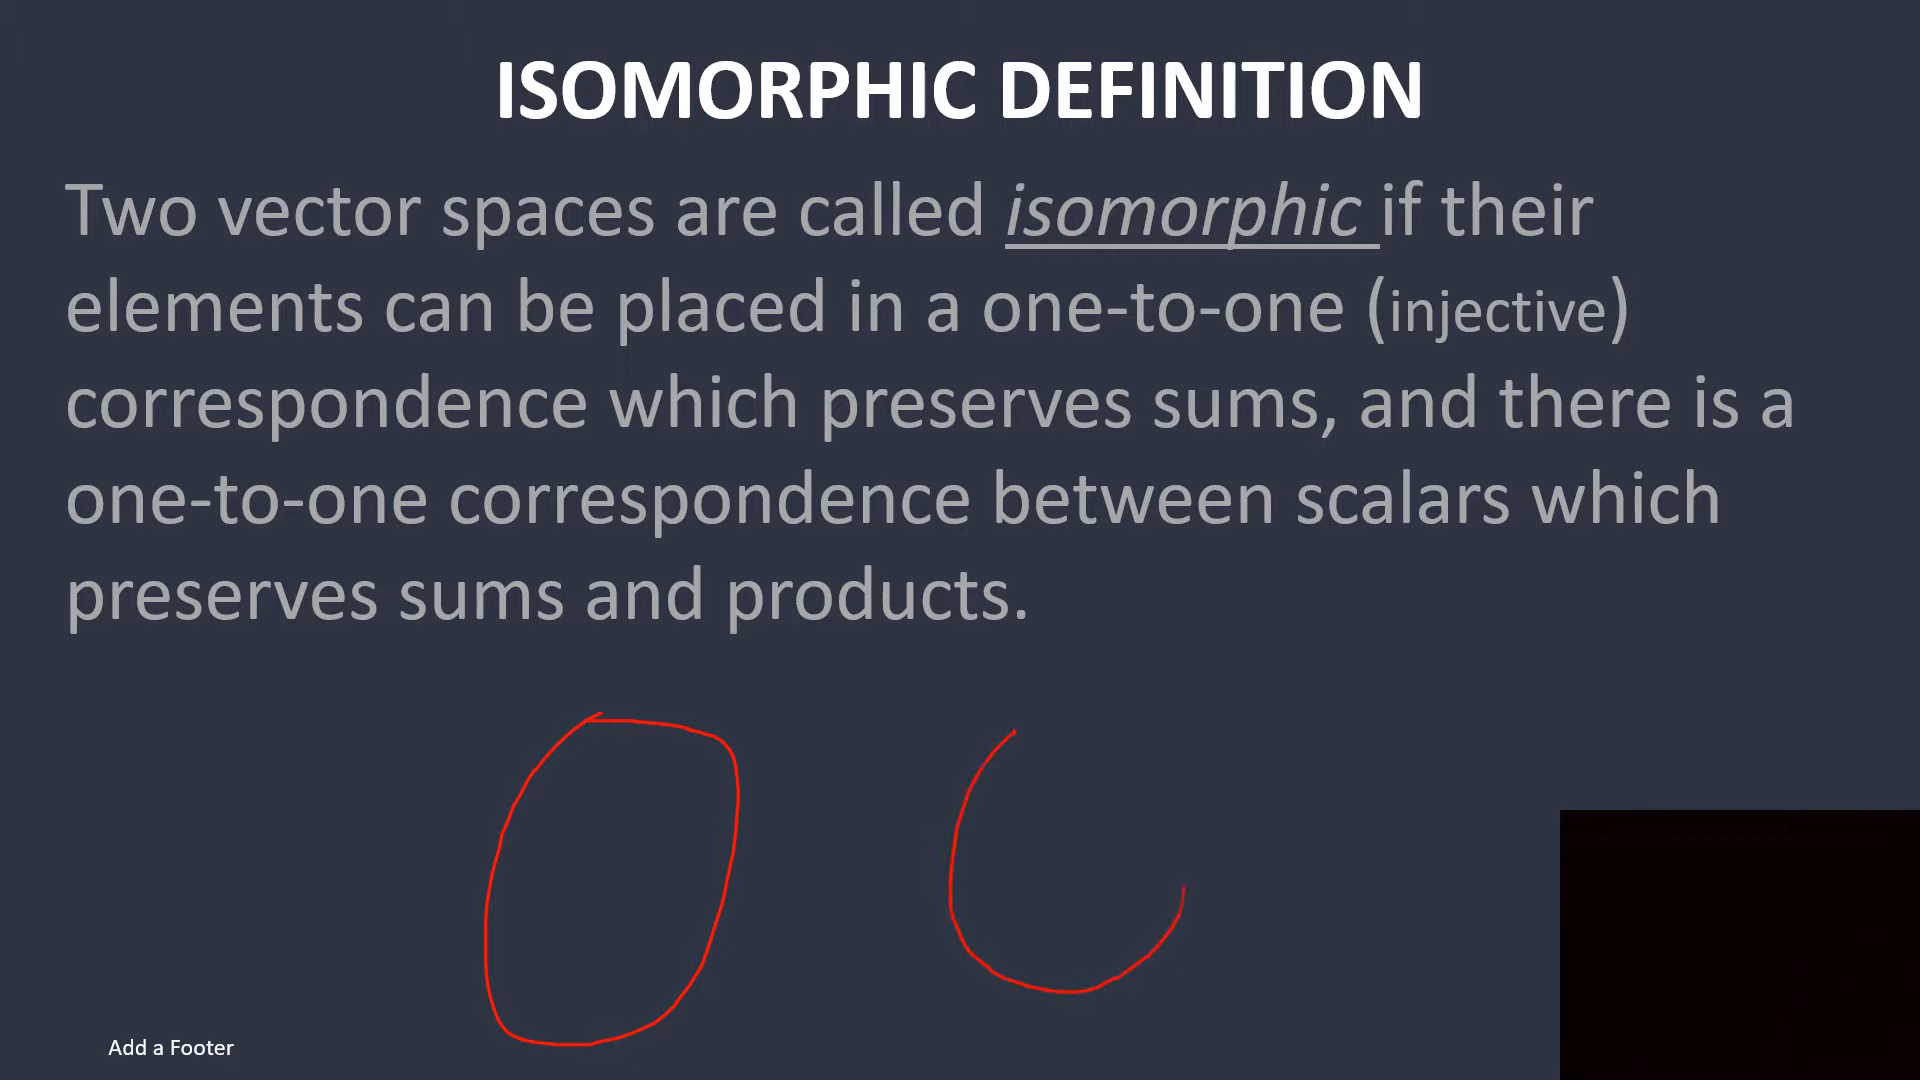 ISOMORPHIC DEFINITION
Two vector spaces are called isomorphic if their
elements can be placed in a one-to-one (injective)
correspondence which preserves sums, and there is a
one-to-one correspondence between scalars which
preserves sums and products.
Add a Footer